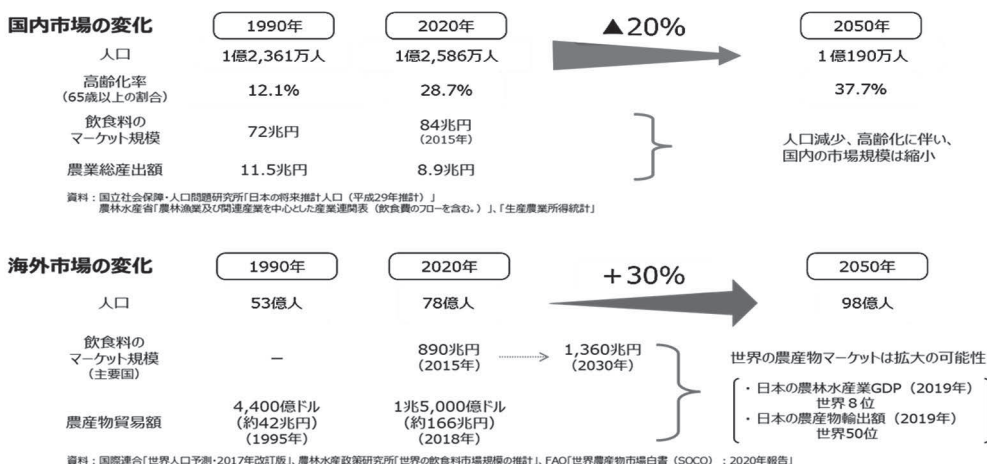 国内市場の変化 1990年 2020年 ▲20% 2050年
人口 1億2,361万人 1億2,586万人 1億190万人
高齢化率
(65歳以上の割合) 12.1% 28.7% 37.7%
飲食料の
マーケット規模 72兆円 84兆円
(2015年)
人口減少、高齢化に伴い、
国内の市場規模は縮小
農業総産出額 11.5兆円 8.9兆円
資料:国立社会保障・人口問題研究所「日本の将来推計人口(平成29年推計)」
農林水産省「農林漁業及び関連産業を中心とした産業連関表(飲食費のフローを含む。)」、「生産農業所得統計」
海外市場の変化 1990年 2020年 +30% 2050年
人口 53億人 78億人 98億人
飲食料の
マーケット規模
(主要国) - 890兆円
(2015年) 1,360兆円
(2030年)
世界の農産物マーケットは拡大の可能性
・日本の農林水産業GDP(2019年)
世界8位
・日本の農産物輸出額(2019年)
世界50位
農産物貿易額 4,400億ドル
(約42兆円)
(1995年) 1兆5,000億ドル
(約166兆円)
(2018年)
資料:国際連合「世界人口予測・2017年改訂版」、農林水産政策研究所「世界の飲食料市場規模の推計」、FAO「世界農産物市場白書(SOCO):2020年報告」